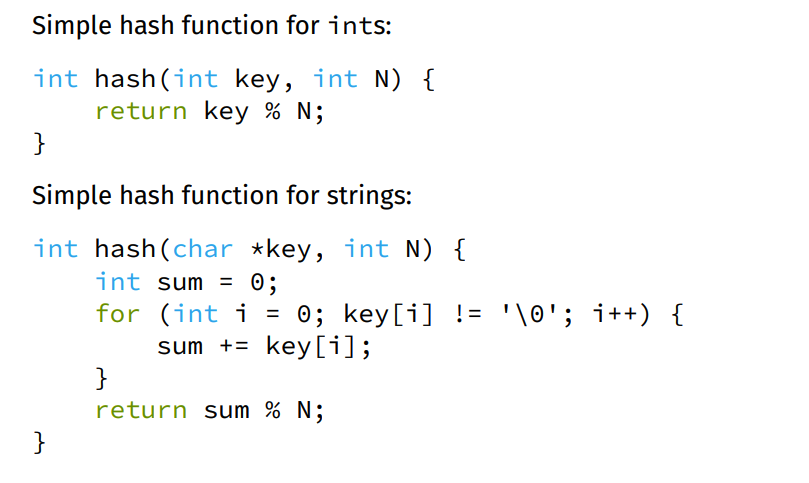 Simple hash function for ints:
int hash(int key, int N) {
    return key % N;
}
Simple hash function for strings:
int hash(char *key, int N) {
    int sum = 0;
    for (int i = 0; key[i] != '\0'; i++) {
        sum += key[i];
    }
    return sum % N;
}